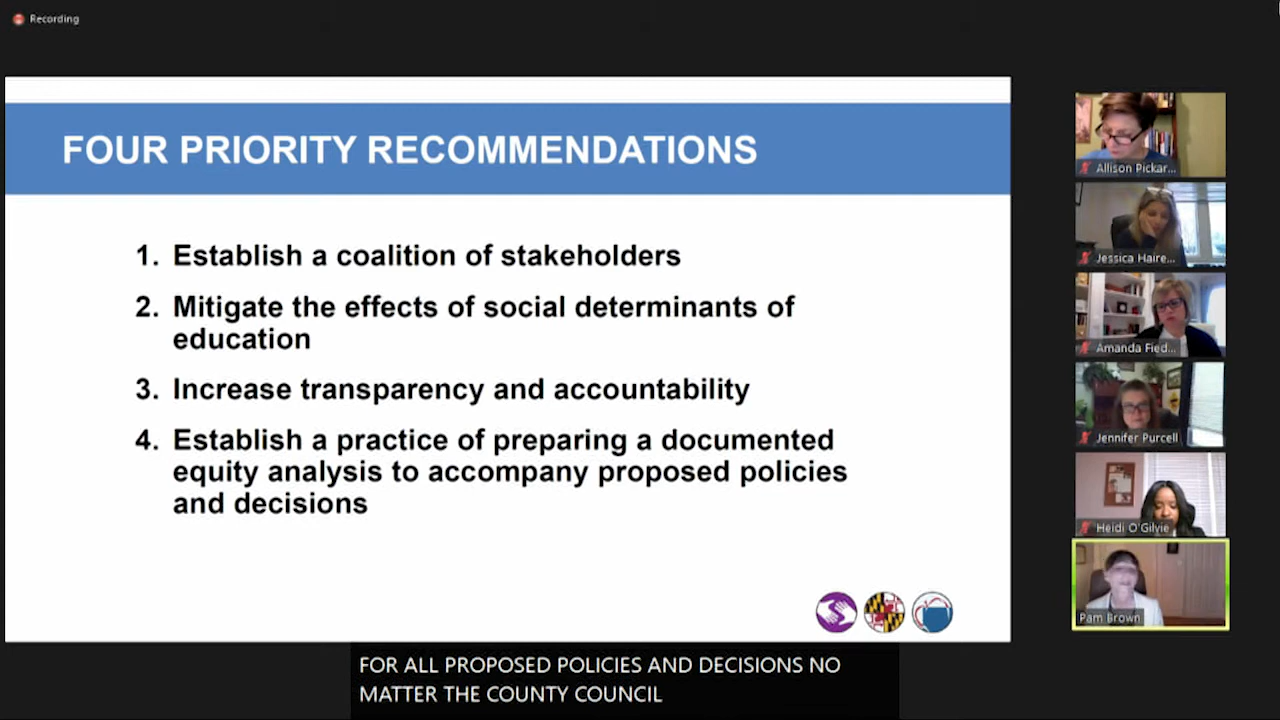 Recording
FOUR PRIORITY RECOMMENDATIONS
1. Establish a coalition of stakeholders
2. Mitigate the effects of social determinants of
education
3. Increase transparency and accountability
4. Establish a practice of preparing a documented
equity analysis to accompany proposed policies
and decisions
Allison Pickar...
Jessica Haire...
Amanda Fied...
Jennifer Purcell
Heidi O'Gilvie
Pam Brown
FOR ALL PROPOSED POLICIES AND DECISIONS NO
MATTER THE COUNTY COUNCIL